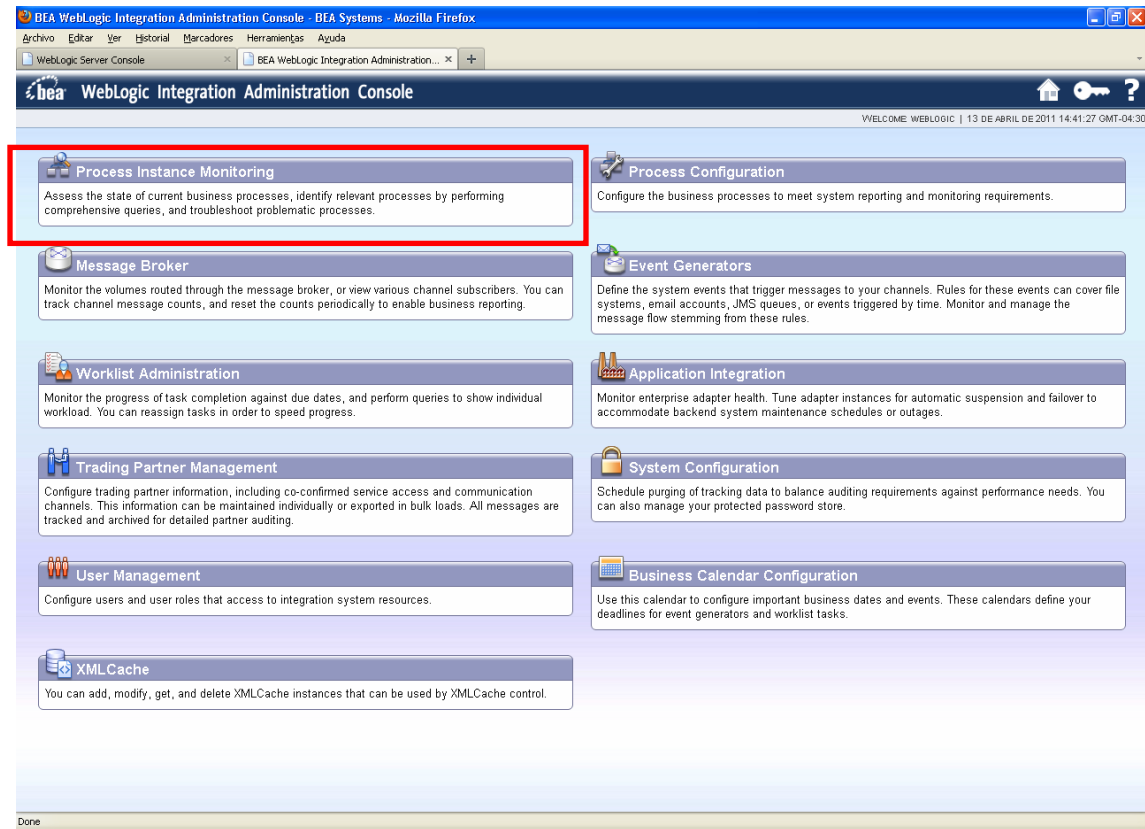 BEA WebLogic Integration Administration Console - BEA Systems - Mozilla Firefox
Archivo Editar Ver Historial Marcadores Herramientas Ayuda
WebLogic Server Console × BEA WebLogic Integration Administration... × +
bea WebLogic Integration Administration Console ?
WELCOME: WEBLOGIC | 13 DE ABRIL DE 2011 14:41:27 GMT-04:30
Process Instance Monitoring
Assess the state of current business processes, identify relevant processes by performing
comprehensive queries, and troubleshoot problematic processes.
Process Configuration
Configure the business processes to meet system reporting and monitoring requirements.
Message Broker
Monitor the volumes routed through the message broker, or view various channel subscribers. You can
track channel message counts, and reset the counts periodically to enable business reporting.
Event Generators
Define the system events that trigger messages to your channels. Rules for these events can cover file
systems, email accounts, JMS queues, or events triggered by time. Monitor and manage the
message flow stemming from these rules.
Worklist Administration
Monitor the progress of task completion against due dates, and perform queries to show individual
workload. You can reassign tasks in order to speed progress.
Application Integration
Monitor enterprise adapter health. Tune adapter instances for automatic suspension and failover to
accommodate backend system maintenance schedules or outages.
Trading Partner Management
Configure trading partner information, including co-confirmed service access and communication
channels. This information can be maintained individually or exported in bulk loads. All messages are
tracked and archived for detailed partner auditing.
System Configuration
Schedule purging of tracking data to balance auditing requirements against performance needs. You
can also manage your protected password store.
User Management
Configure users and user roles that access to integration system resources.
Business Calendar Configuration
Use this calendar to configure important business dates and events. These calendars define your
deadlines for event generators and worklist tasks.
XMLCache
You can add, modify, get, and delete XMLCache instances that can be used by XMLCache control.
Done